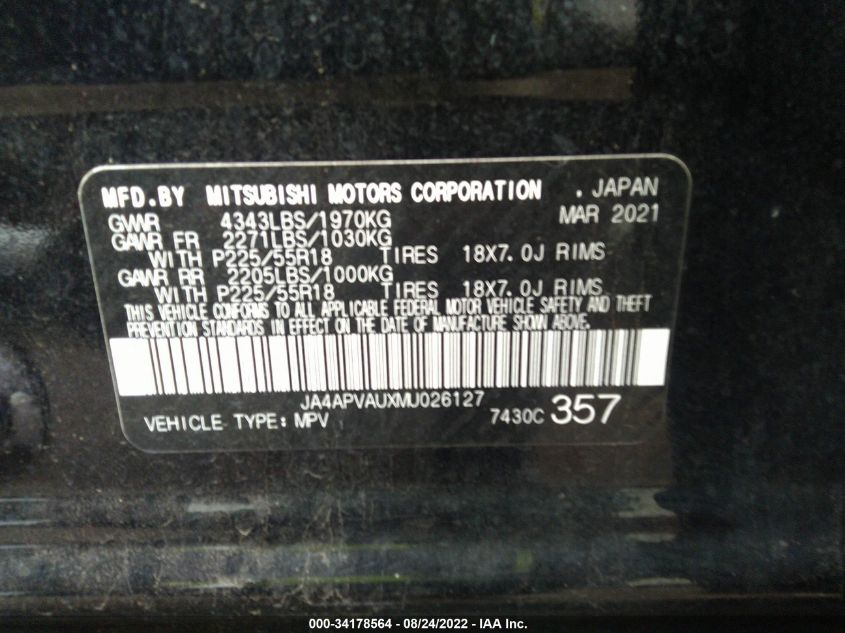 MFD.BY MITSUBISHI MOTORS CORPORATION , JAPAN
GVWR 4343LBS/1970KG MAR 2021
GAWR FR 2271LBS/1030KG
WITH P225/55R18 TIRES 18X7.0J RIMS
GAWR RR 2205LBS/1000KG
WITH P225/55R18 TIRES 18X7.0J RIMS
THIS VEHICLE CONFORMS TO ALL APPLICABLE FEDERAL MOTOR VEHICLE SAFETY AND THEFT
PREVENTION STANDARDS IN EFFECT ON THE DATE OF MANUFACTURE SHOWN ABOVE.
JA4APVAUXMU026127
VEHICLE TYPE: MPV 7430C 357
000-34178564 - 08/24/2022 - IAA Inc.